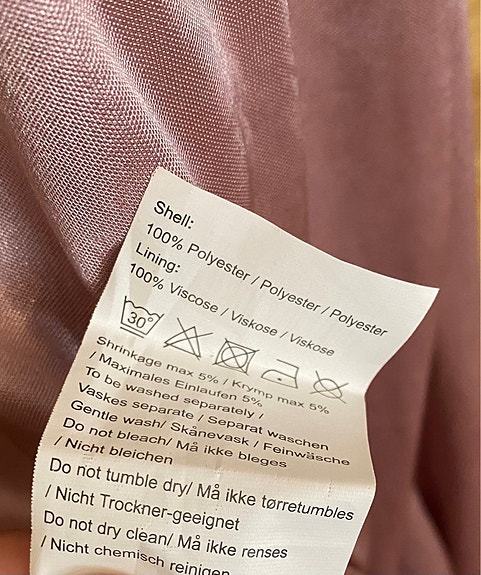 Shell:
100% Polyester / Polyester / Polyester
Lining:
100% Viscose / Viskose / Viskose
30°
Shrinkage max 5% / Krymp max 5%
/ Maximales Einlaufen 5%
To be washed separately /
Vaskes separate / Separat waschen
Gentle wash/ Skånevask / Feinwäsche
Do not bleach/ Må ikke bleges
/ Nicht bleichen
Do not tumble dry/ Må ikke tørretumbles
/ Nicht Trockner-geeignet
Do not dry clean/ Må ikke renses
/ Nicht chemisch reinigen